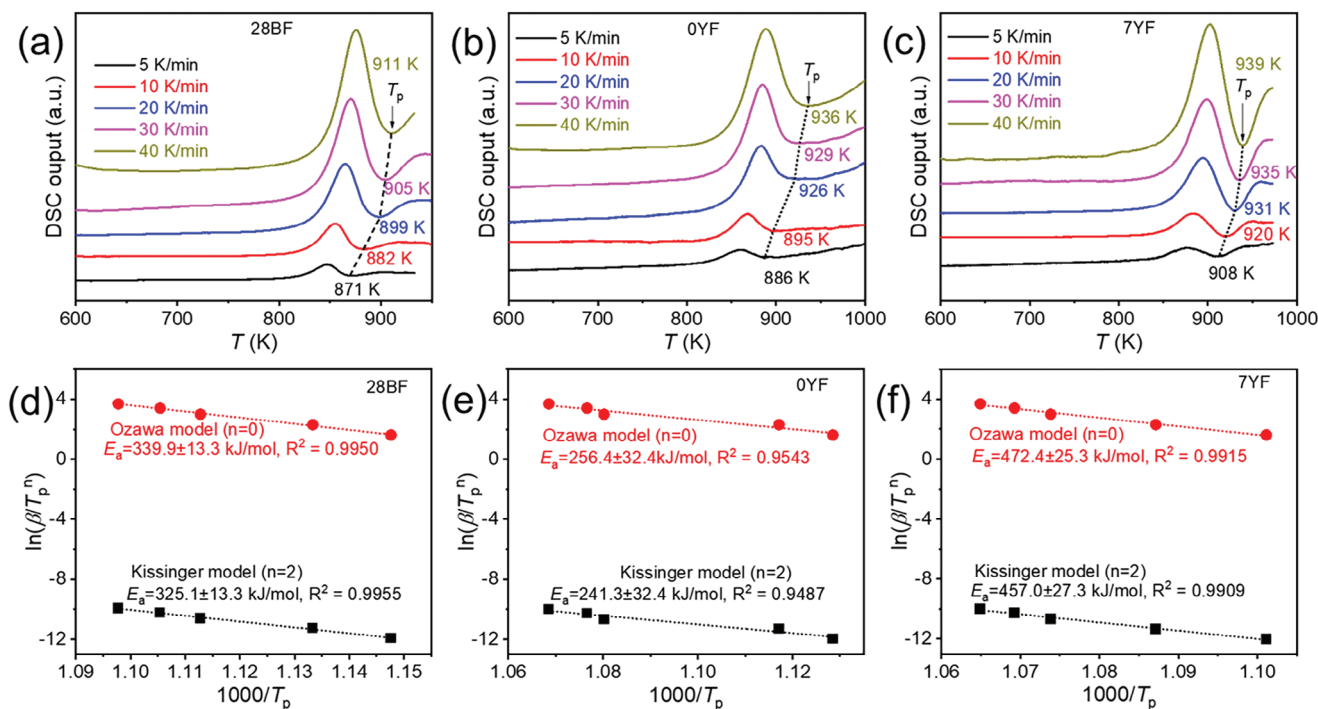 (a)
28BF
5 K/min
10 K/min
20 K/min
30 K/min
40 K/min
911 K
Tp
905 K
899 K
882 K
871 K
DSC ouput (a.u.)
600 700 800 900
T (K)
(b)
0YF
5 K/min
10 K/min
20 K/min
30 K/min
40 K/min
Tp
936 K
929 K
926 K
895 K
886 K
DSC ouput (a.u.)
600 700 800 900 1000
T (K)
(c)
7YF
5 K/min
10 K/min
20 K/min
30 K/min
40 K/min
939 K
Tp
935 K
931 K
920 K
908 K
DSC ouput (a.u.)
600 700 800 900 1000
T (K)
(d)
28BF
4
0
-4
-8
-12
ln(β/Tpⁿ)
Ozawa model (n=0)
Ea=339.9±13.3 kJ/mol, R² = 0.9950
Kissinger model (n=2)
Ea=325.1±13.3 kJ/mol, R² = 0.9955
1.09 1.10 1.11 1.12 1.13 1.14 1.15
1000/Tp
(e)
0YF
4
0
-4
-8
-12
ln(β/Tpⁿ)
Ozawa model (n=0)
Ea=256.4±32.4kJ/mol, R² = 0.9543
Kissinger model (n=2)
Ea=241.3±32.4 kJ/mol, R² = 0.9487
1.06 1.08 1.10 1.12
1000/Tp
(f)
7YF
4
0
-4
-8
-12
ln(β/Tpⁿ)
Ozawa model (n=0)
Ea=472.4±25.3 kJ/mol, R² = 0.9915
Kissinger model (n=2)
Ea=457.0±27.3 kJ/mol, R² = 0.9909
1.06 1.07 1.08 1.09 1.10
1000/Tp